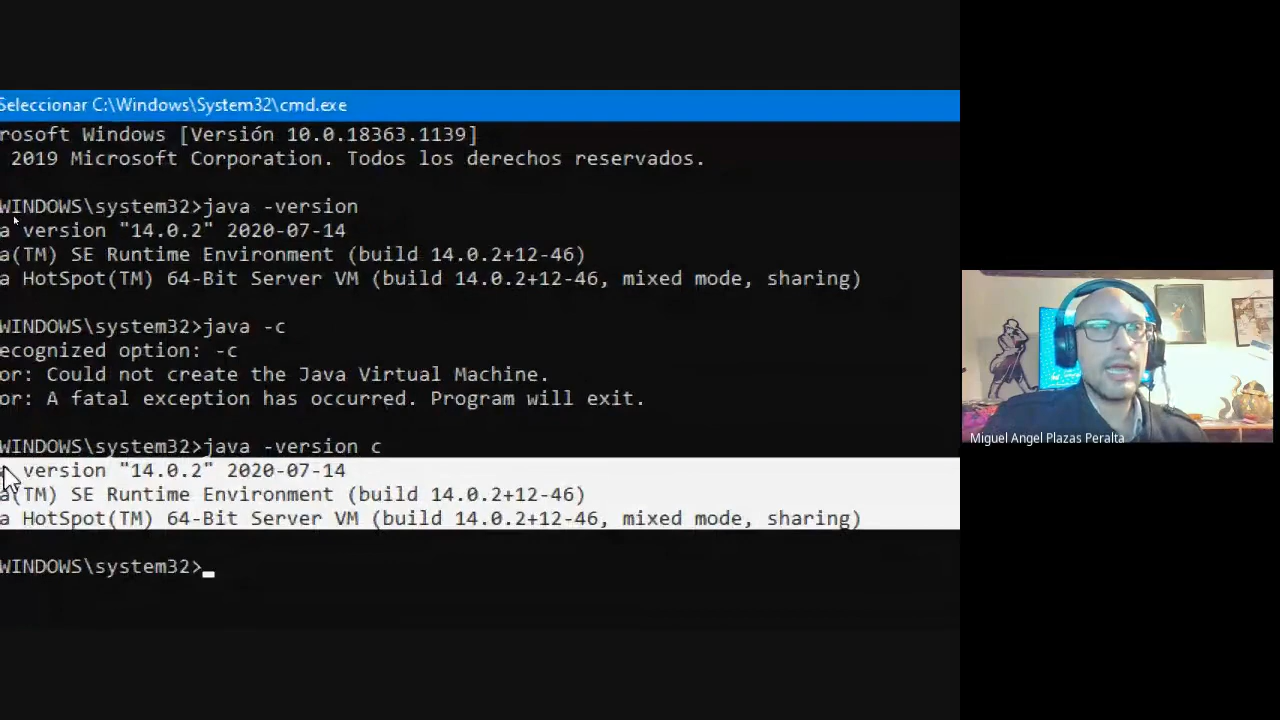 Seleccionar C:\Windows\System32\cmd.exe
rosoft Windows [Versión 10.0.18363.1139]
2019 Microsoft Corporation. Todos los derechos reservados.
WINDOWS\system32>java -version
a version "14.0.2" 2020-07-14
a(TM) SE Runtime Environment (build 14.0.2+12-46)
a HotSpot(TM) 64-Bit Server VM (build 14.0.2+12-46, mixed mode, sharing)
WINDOWS\system32>java -c
ecognized option: -c
or: Could not create the Java Virtual Machine.
or: A fatal exception has occurred. Program will exit.
WINDOWS\system32>java -version c
a version "14.0.2" 2020-07-14
a(TM) SE Runtime Environment (build 14.0.2+12-46)
a HotSpot(TM) 64-Bit Server VM (build 14.0.2+12-46, mixed mode, sharing)
WINDOWS\system32>
Miguel Angel Plazas Peralta